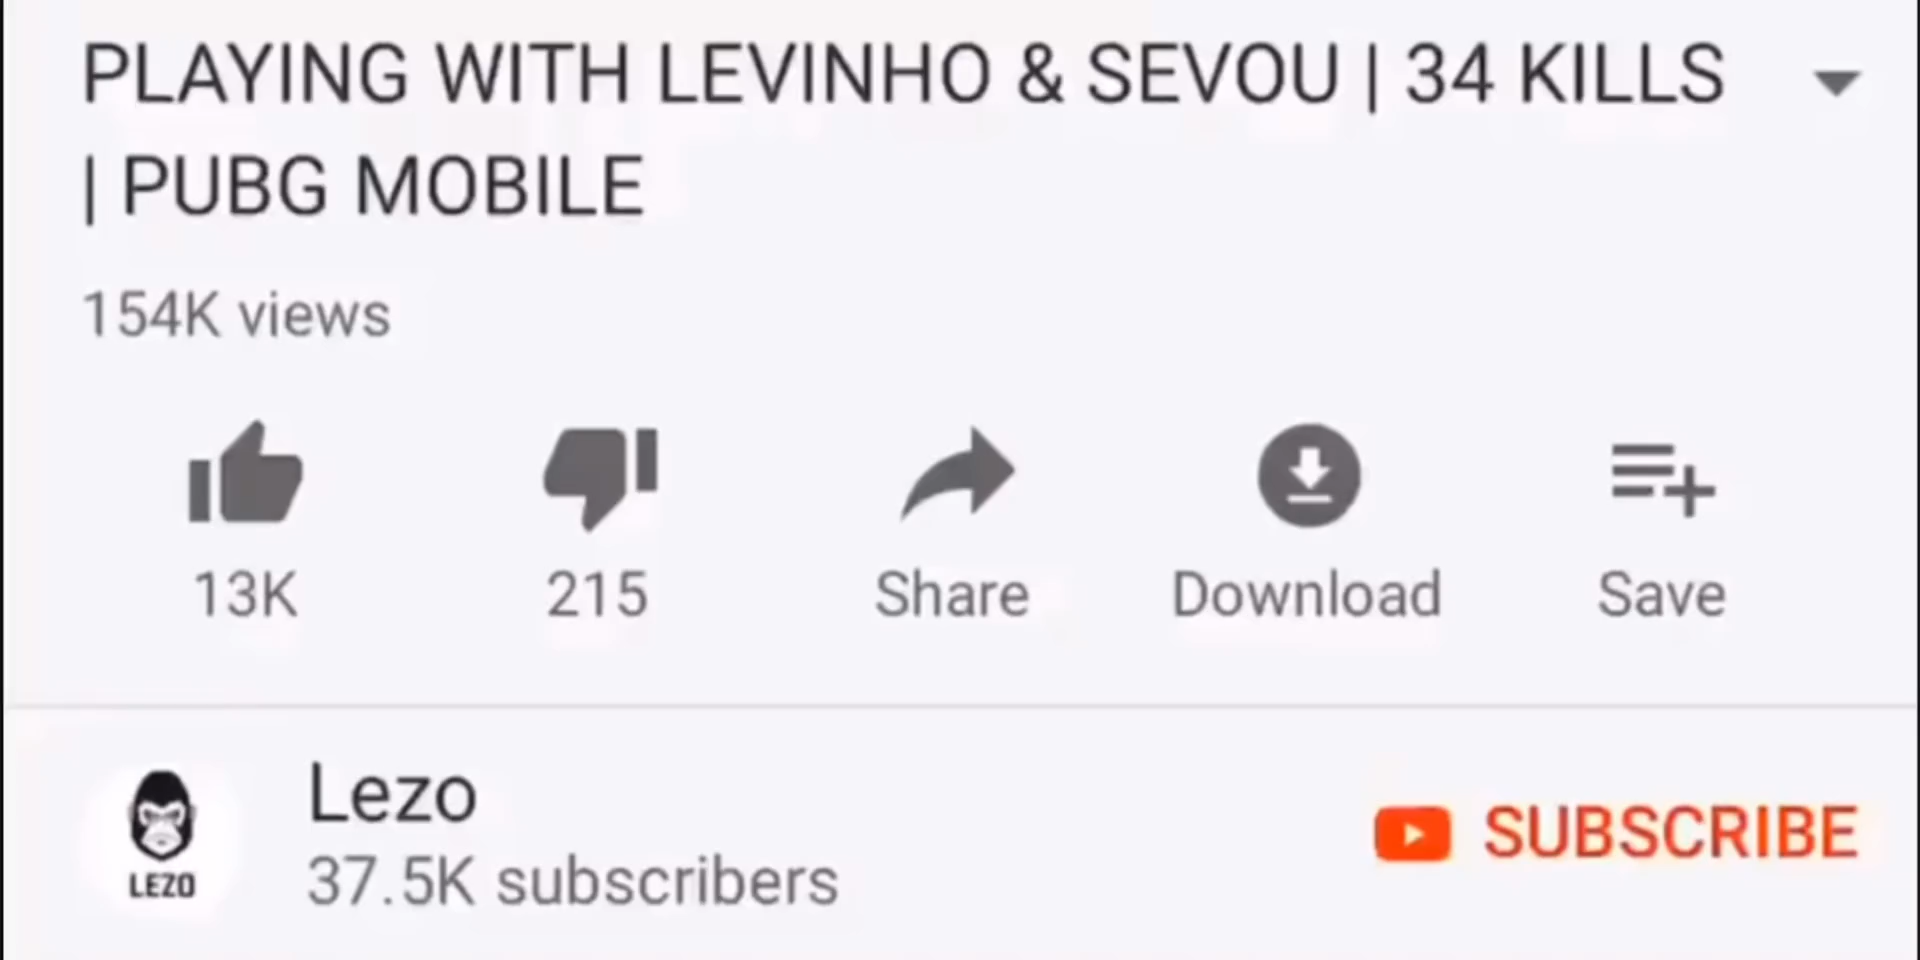 PLAYING WITH LEVINHO & SEVOU | 34 KILLS
| PUBG MOBILE
154K views
13K 215 Share Download Save
Lezo
LEZO
37.5K subscribers
SUBSCRIBE